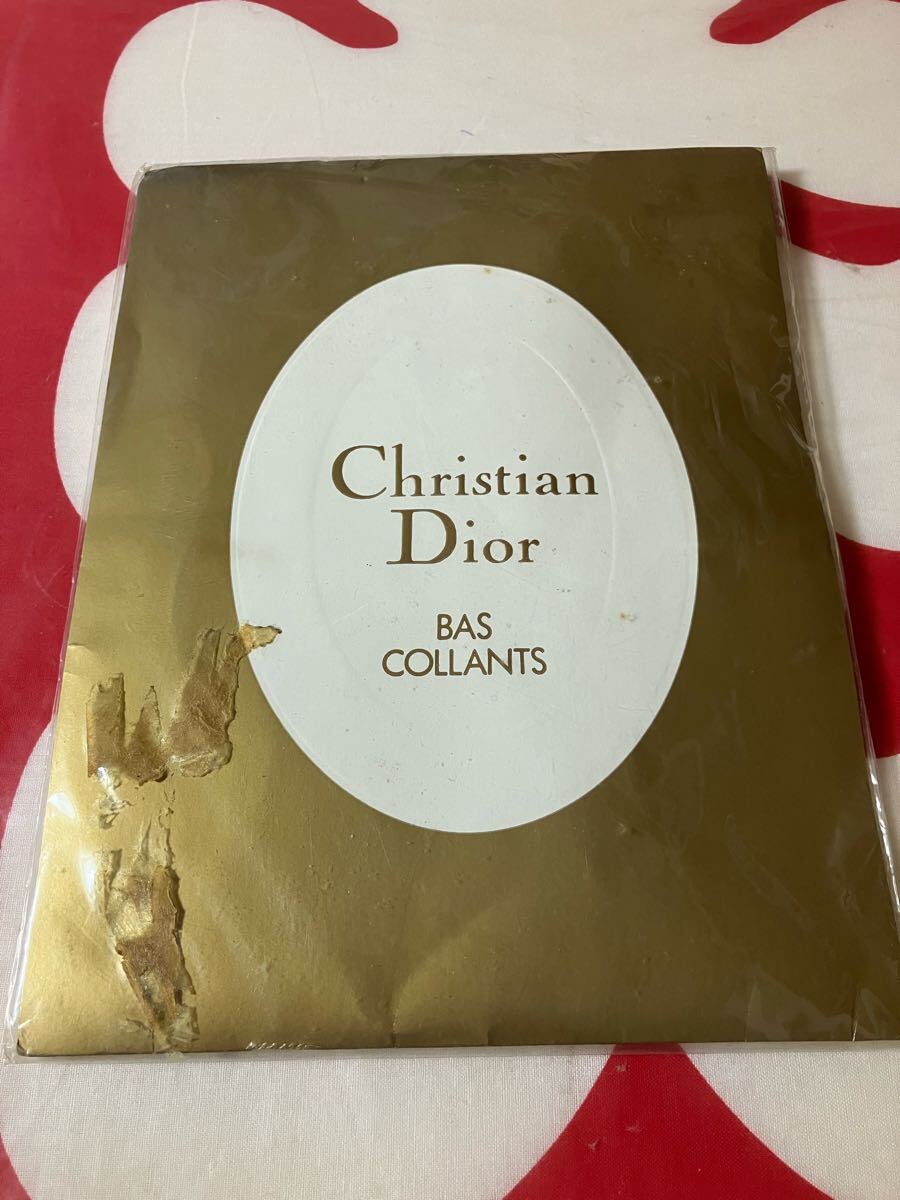 Christian
Dior
BAS
COLLANTS